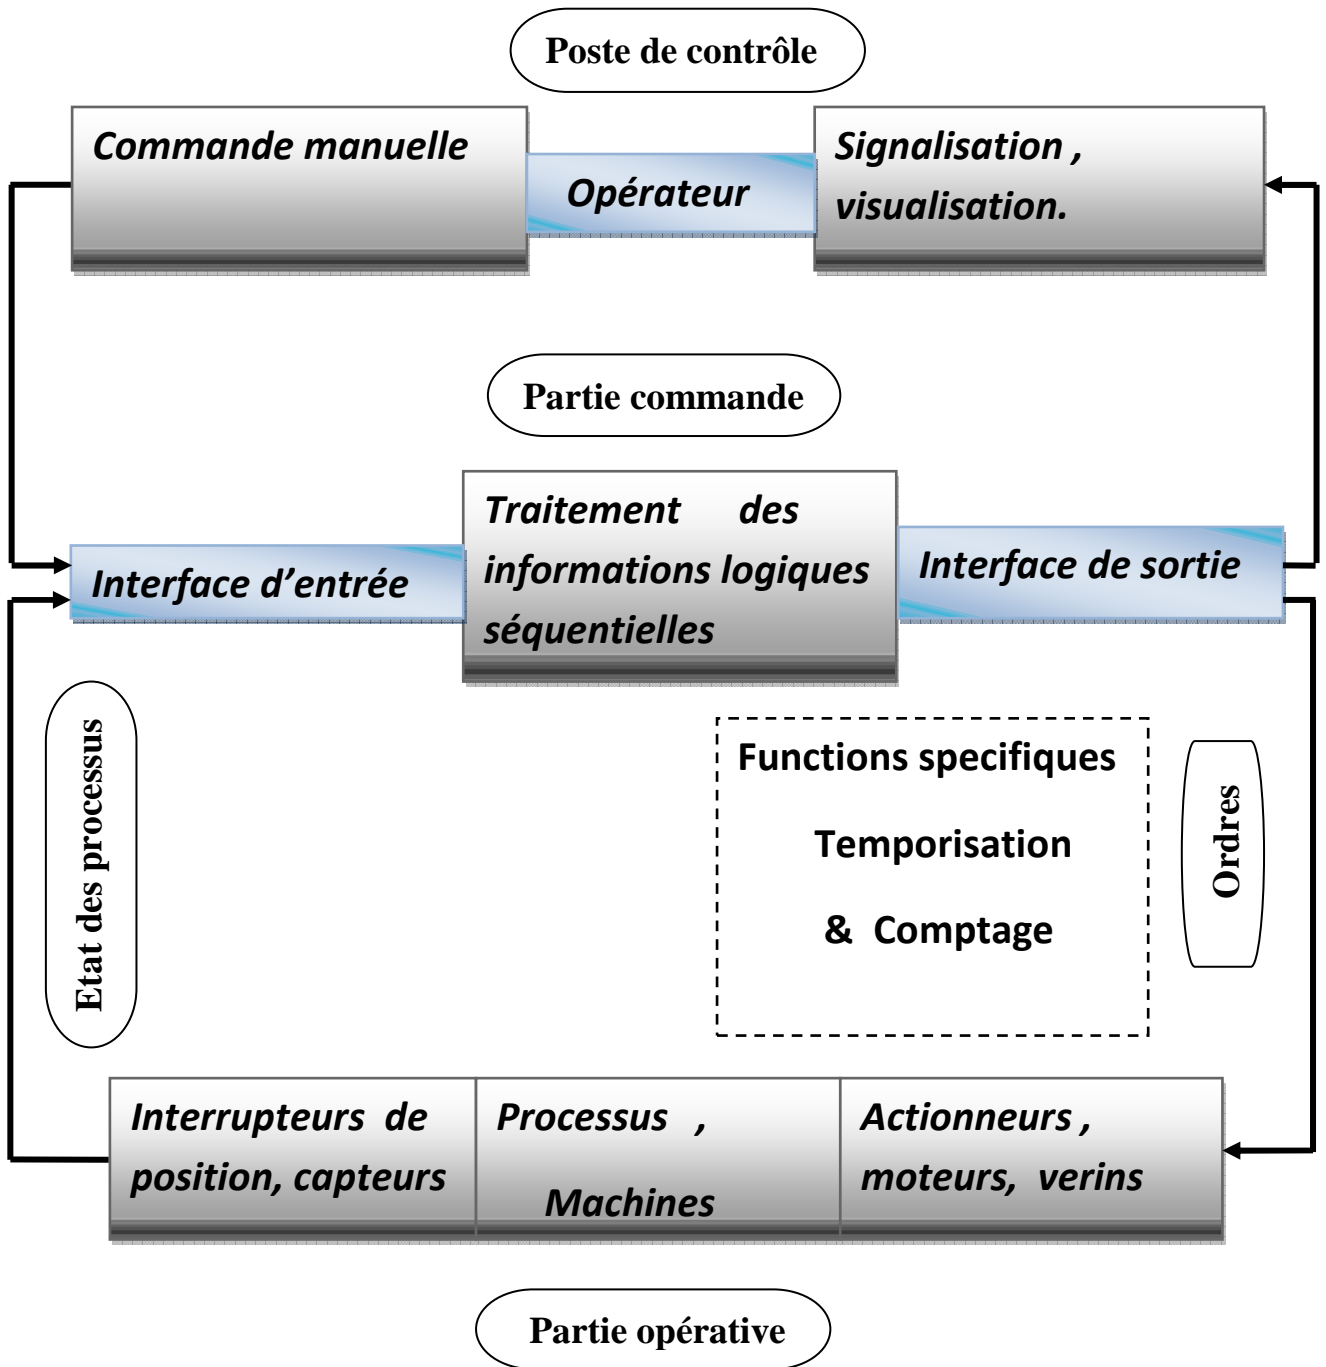 Poste de contrôle
Commande manuelle
Opérateur
Signalisation ,
visualisation.
Partie commande
Interface d’entrée
Traitement des
informations logiques
séquentielles
Interface de sortie
Etat des processus
Functions specifiques
Temporisation
& Comptage
Ordres
Interrupteurs de
position, capteurs
Processus ,
Machines
Actionneurs ,
moteurs, verins
Partie opérative